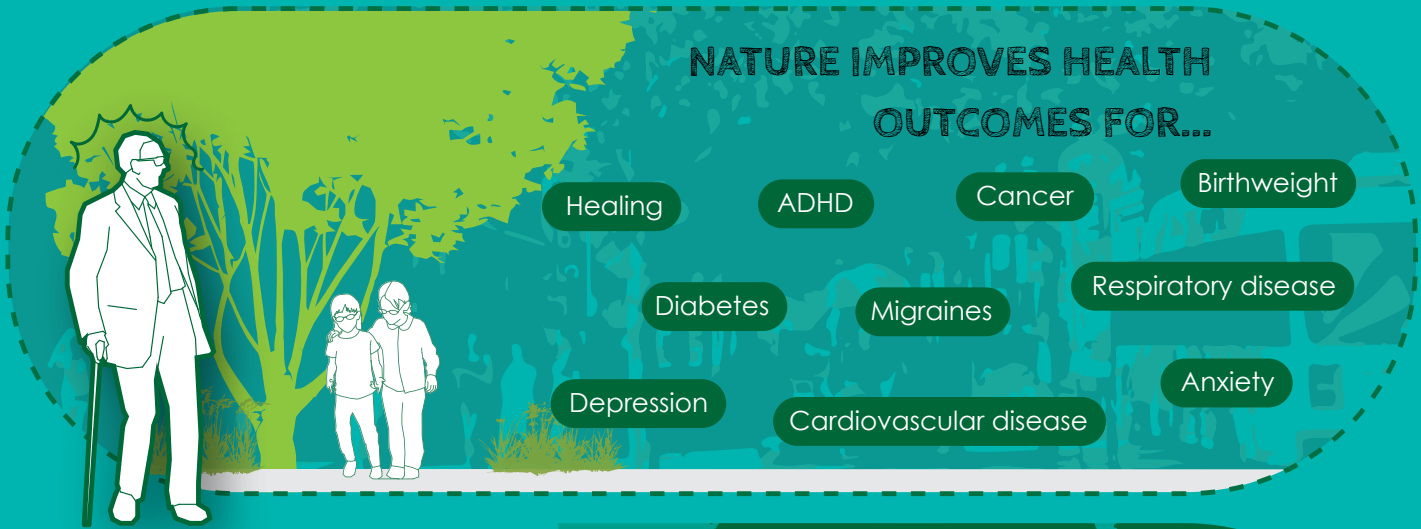 NATURE IMPROVES HEALTH
OUTCOMES FOR...
Healing
ADHD
Cancer
Birthweight
Diabetes
Migraines
Respiratory disease
Depression
Cardiovascular disease
Anxiety